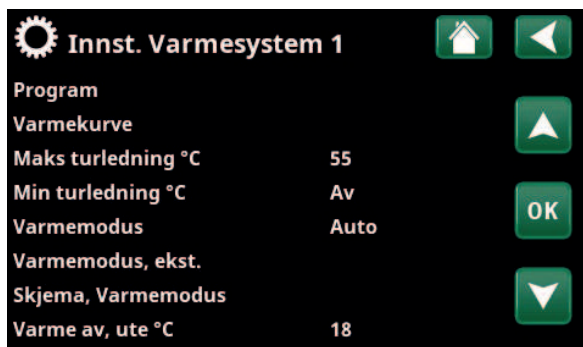 Innst. Varmesystem 1
Program
Varmekurve
Maks turledning °C 55
Min turledning °C Av
Varmemodus Auto
OK
Varmemodus, ekst.
Skjema, Varmemodus
Varme av, ute °C 18